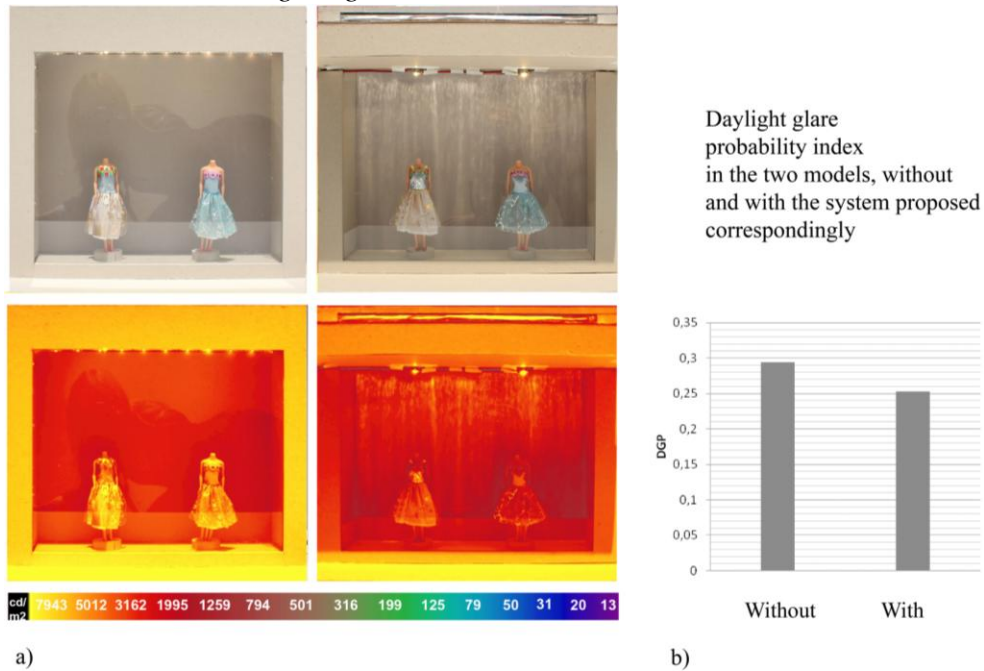 Daylight glare
probability index
in the two models, without
and with the system proposed
correspondingly
0,35
0,3
0,25
0,2
0,15
0,1
0,05
0
DGP
Without With
cd/
m2
7943 5012 3162 1995 1259 794 501 316 199 125 79 50 31 20 13
a)
b)